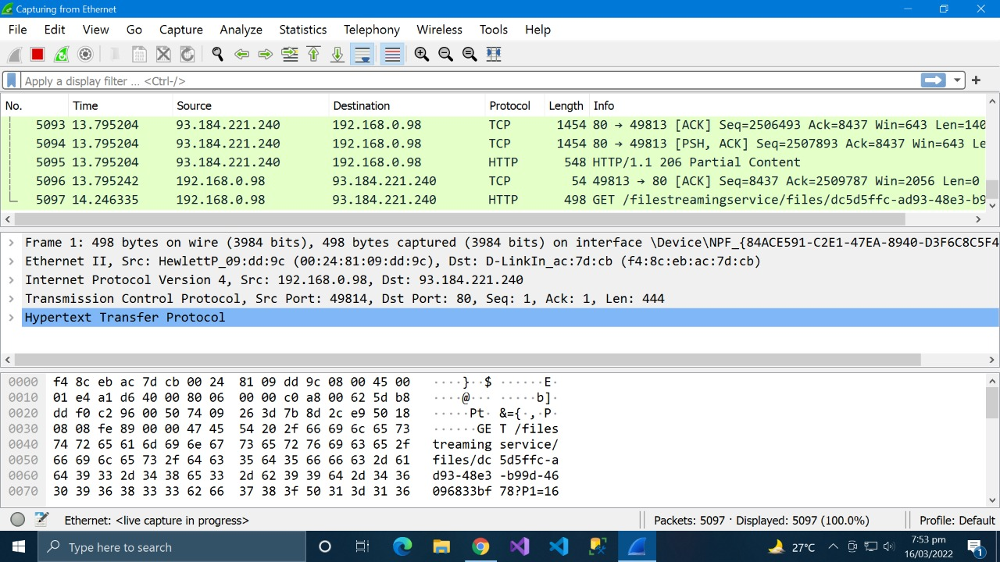 Capturing from Ethernet
File Edit View Go Capture Analyze Statistics Telephony Wireless Tools Help
Apply a display filter … <Ctrl-/>
No. Time Source Destination Protocol Length Info
5093 13.795204 93.184.221.240 192.168.0.98 TCP 1454 80 → 49813 [ACK] Seq=2506493 Ack=8437 Win=643 Len=140
5094 13.795204 93.184.221.240 192.168.0.98 TCP 1454 80 → 49813 [PSH, ACK] Seq=2507893 Ack=8437 Win=643 Le
5095 13.795204 93.184.221.240 192.168.0.98 HTTP 548 HTTP/1.1 206 Partial Content
5096 13.795242 192.168.0.98 93.184.221.240 TCP 54 49813 → 80 [ACK] Seq=8437 Ack=2509787 Win=2056 Len=0
5097 14.246335 192.168.0.98 93.184.221.240 HTTP 498 GET /filestreamingservice/files/dc5d5ffc-ad93-48e3-b9
Frame 1: 498 bytes on wire (3984 bits), 498 bytes captured (3984 bits) on interface \Device\NPF_{84ACE591-C2E1-47EA-8940-D3F6C8C5F4
Ethernet II, Src: HewlettP_09:dd:9c (00:24:81:09:dd:9c), Dst: D-LinkIn_ac:7d:cb (f4:8c:eb:ac:7d:cb)
Internet Protocol Version 4, Src: 192.168.0.98, Dst: 93.184.221.240
Transmission Control Protocol, Src Port: 49814, Dst Port: 80, Seq: 1, Ack: 1, Len: 444
Hypertext Transfer Protocol
0000 f4 8c eb ac 7d cb 00 24 81 09 dd 9c 08 00 45 00 ····}··$ ······E·
0010 01 e4 a1 d6 40 00 80 06 00 00 c0 a8 00 62 5d b8 ····@··· ·····b]·
0020 dd f0 c2 96 00 50 74 09 26 3d 7b 8d 2c e9 50 18 ·····Pt· &={·,·P·
0030 08 08 fe 89 00 00 47 45 54 20 2f 66 69 6c 65 73 ······GE T /files
0040 74 72 65 61 6d 69 6e 67 73 65 72 76 69 63 65 2f treaming service/
0050 66 69 6c 65 73 2f 64 63 35 64 35 66 66 63 2d 61 files/dc 5d5ffc-a
0060 64 39 33 2d 34 38 65 33 2d 62 39 39 64 2d 34 36 d93-48e3 -b99d-46
0070 30 39 36 38 33 33 62 66 37 38 3f 50 31 3d 31 36 096833bf 78?P1=16
Ethernet: <live capture in progress>
Packets: 5097 · Displayed: 5097 (100.0%)
Profile: Default
Type here to search
27°C
7:53 pm
16/03/2022
1